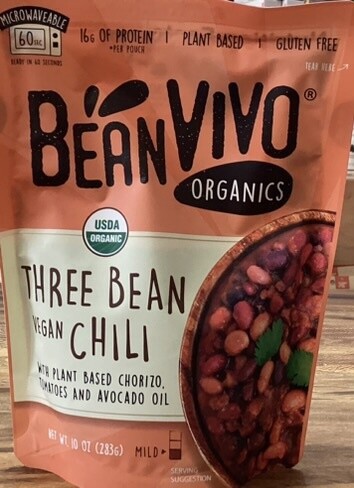 MICROWAVEABLE
60 SEC.
READY IN 60 SECONDS
16G OF PROTEIN | PLANT BASED | GLUTEN FREE
*PER POUCH
TEAR HERE
BEANVIVO®
ORGANICS
USDA
ORGANIC
THREE BEAN
VEGAN CHILI
WITH PLANT BASED CHORIZO,
TOMATOES AND AVOCADO OIL
NET WT. 10 OZ (283g)
MILD
SERVING
SUGGESTION